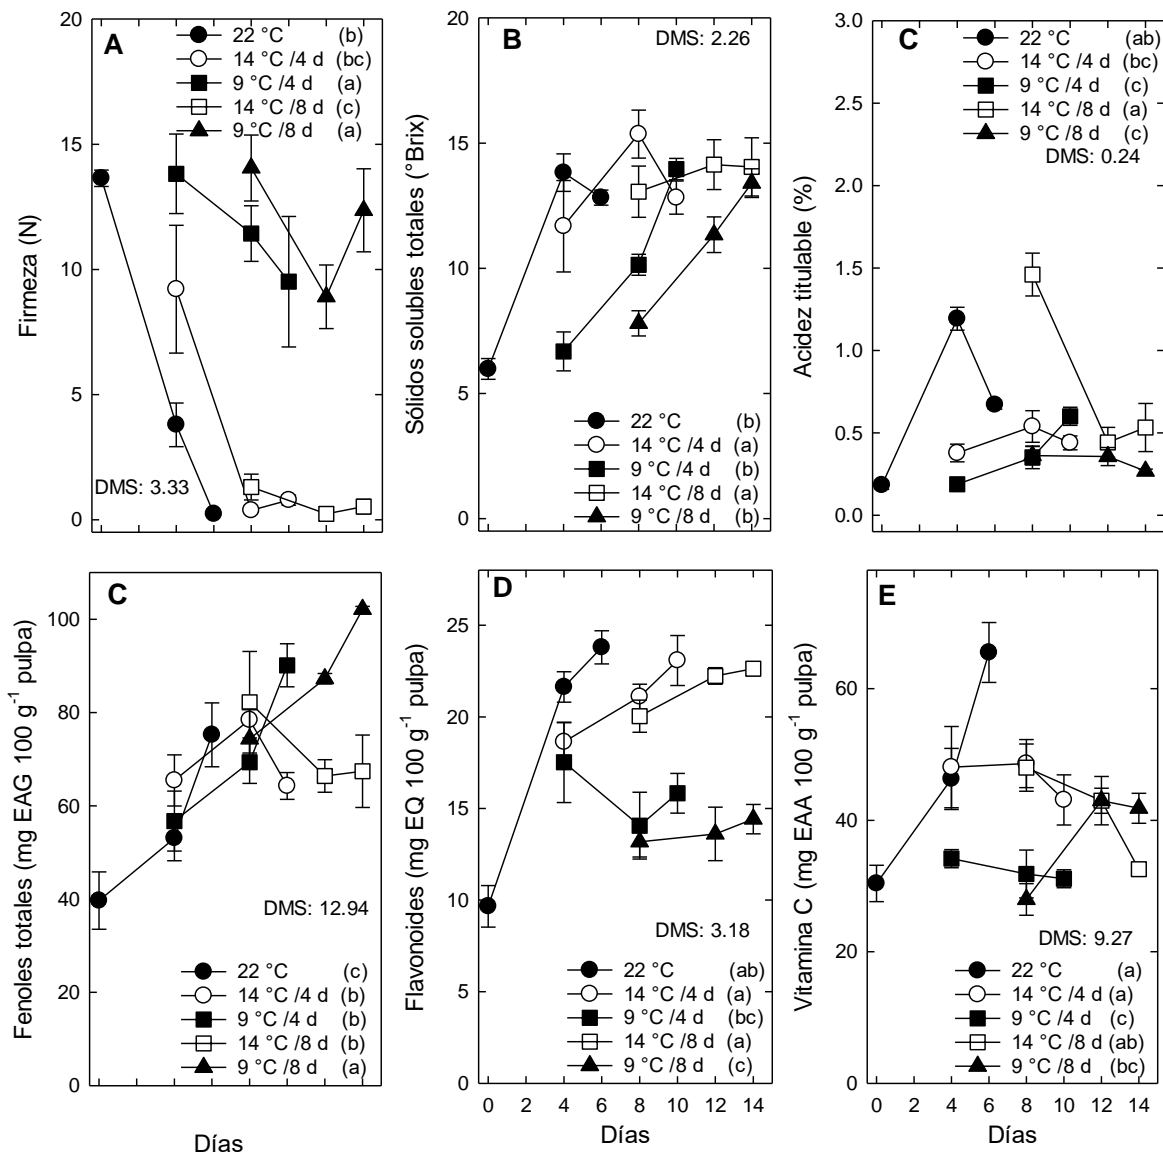 A
22 °C (b)
14 °C /4 d (bc)
9 °C /4 d (a)
14 °C /8 d (c)
9 °C /8 d (a)
DMS: 3.33
Firmeza (N)
20
15
10
5
0
B
DMS: 2.26
22 °C (b)
14 °C /4 d (a)
9 °C /4 d (b)
14 °C /8 d (a)
9 °C /8 d (b)
Sólidos solubles totales (°Brix)
20
15
10
5
0
C
22 °C (ab)
14 °C /4 d (bc)
9 °C /4 d (c)
14 °C /8 d (a)
9 °C /8 d (c)
DMS: 0.24
Acidez titulable (%)
3.0
2.5
2.0
1.5
1.0
0.5
0.0
C
DMS: 12.94
22 °C (c)
14 °C /4 d (b)
9 °C /4 d (b)
14 °C /8 d (b)
9 °C /8 d (a)
Fenoles totales (mg EAG 100 g⁻¹ pulpa)
100
80
60
40
20
0
Días
D
DMS: 3.18
22 °C (ab)
14 °C /4 d (a)
9 °C /4 d (bc)
14 °C /8 d (a)
9 °C /8 d (c)
Flavonoides (mg EQ 100 g⁻¹ pulpa)
25
20
15
10
5
0
0 4 6 8 10 12 14
Días
E
DMS: 9.27
22 °C (a)
14 °C /4 d (a)
9 °C /4 d (c)
14 °C /8 d (ab)
9 °C /8 d (bc)
Vitamina C (mg EAA 100 g⁻¹ pulpa)
60
40
20
0
0 4 6 8 10 12 14
Días